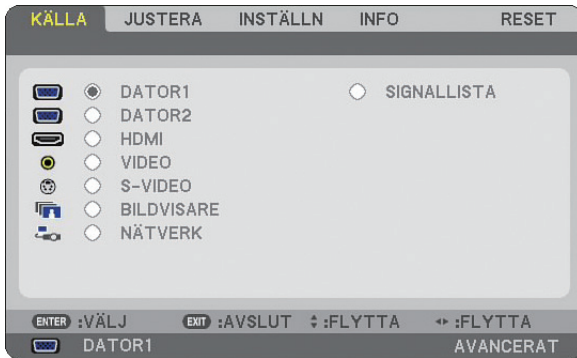 KÄLLA JUSTERA INSTÄLLN INFO RESET
DATOR1 SIGNALLISTA
DATOR2
HDMI
VIDEO
S-VIDEO
BILDVISARE
NÄTVERK
ENTER :VÄLJ EXIT :AVSLUT :FLYTTA :FLYTTA
DATOR1 AVANCERAT